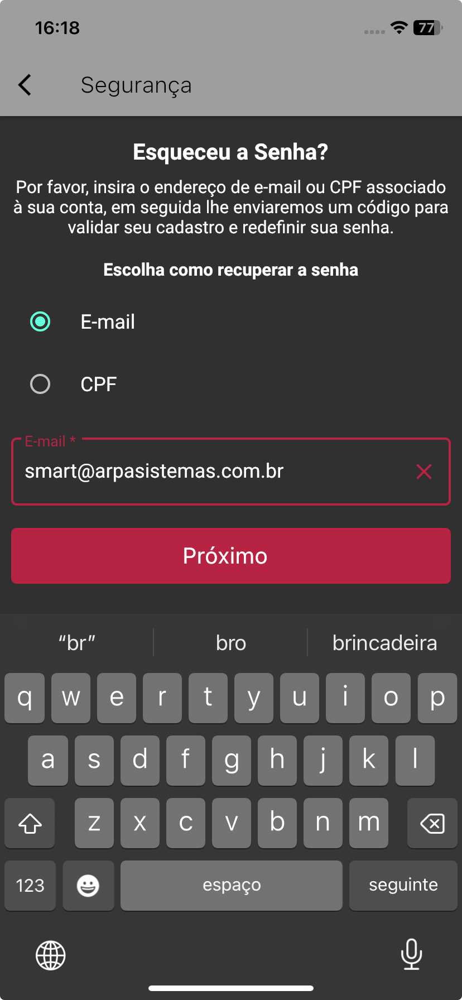 16:18
77
Segurança
Esqueceu a Senha?
Por favor, insira o endereço de e-mail ou CPF associado
à sua conta, em seguida lhe enviaremos um código para
validar seu cadastro e redefinir sua senha.
Escolha como recuperar a senha
E-mail
CPF
E-mail *
smart@arpasistemas.com.br
Próximo
“br” bro brincadeira
q w e r t y u i o p
a s d f g h j k l
z x c v b n m
123 espaço seguinte